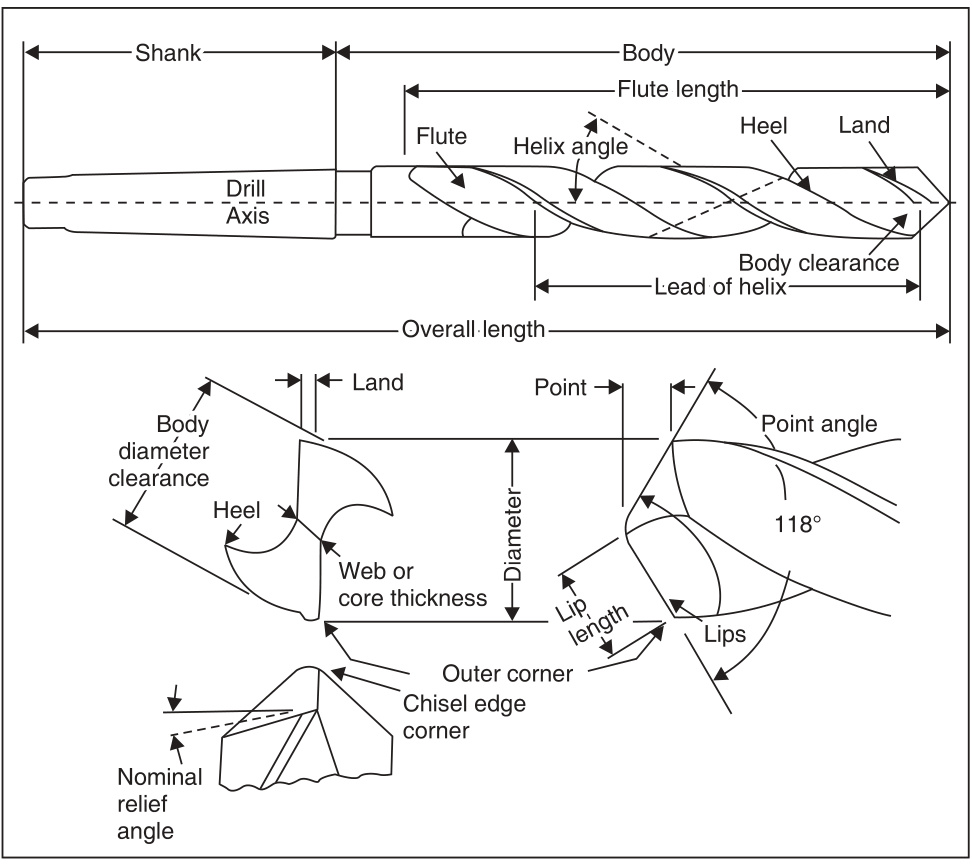 Shank
Body
Flute length
Flute
Helix angle
Heel
Land
Drill
Axis
Body clearance
Lead of helix
Overall length
Land
Point
Body
diameter
clearance
Point angle
Heel
Diameter
118°
Web or
core thickness
Lip
length
Lips
Outer corner
Chisel edge
corner
Nominal
relief
angle